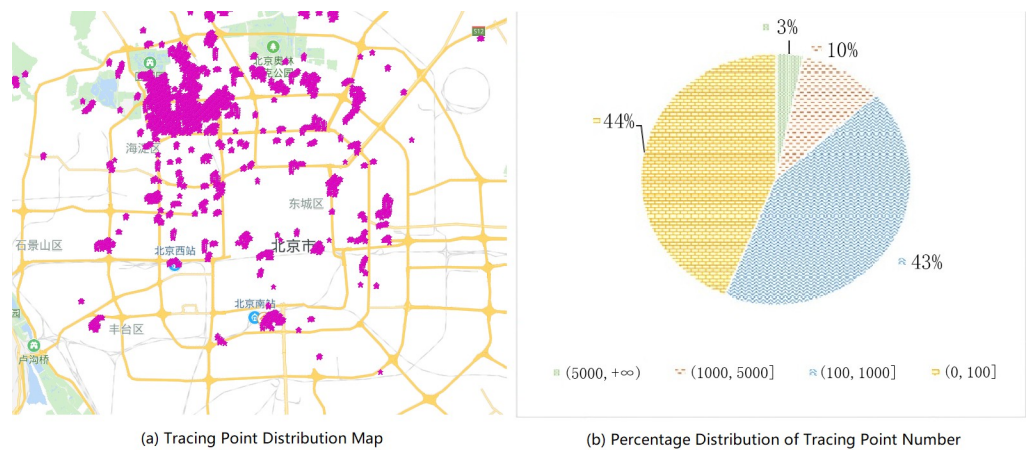 3%
10%
44%
43%
北京奥林
克公园
海淀区
东城区
石景山区
北京西站
北京市
北京南站
丰台区
卢沟桥
园
(5000, +∞)
(1000, 5000]
(100, 1000]
(0, 100]
(a) Tracing Point Distribution Map
(b) Percentage Distribution of Tracing Point Number